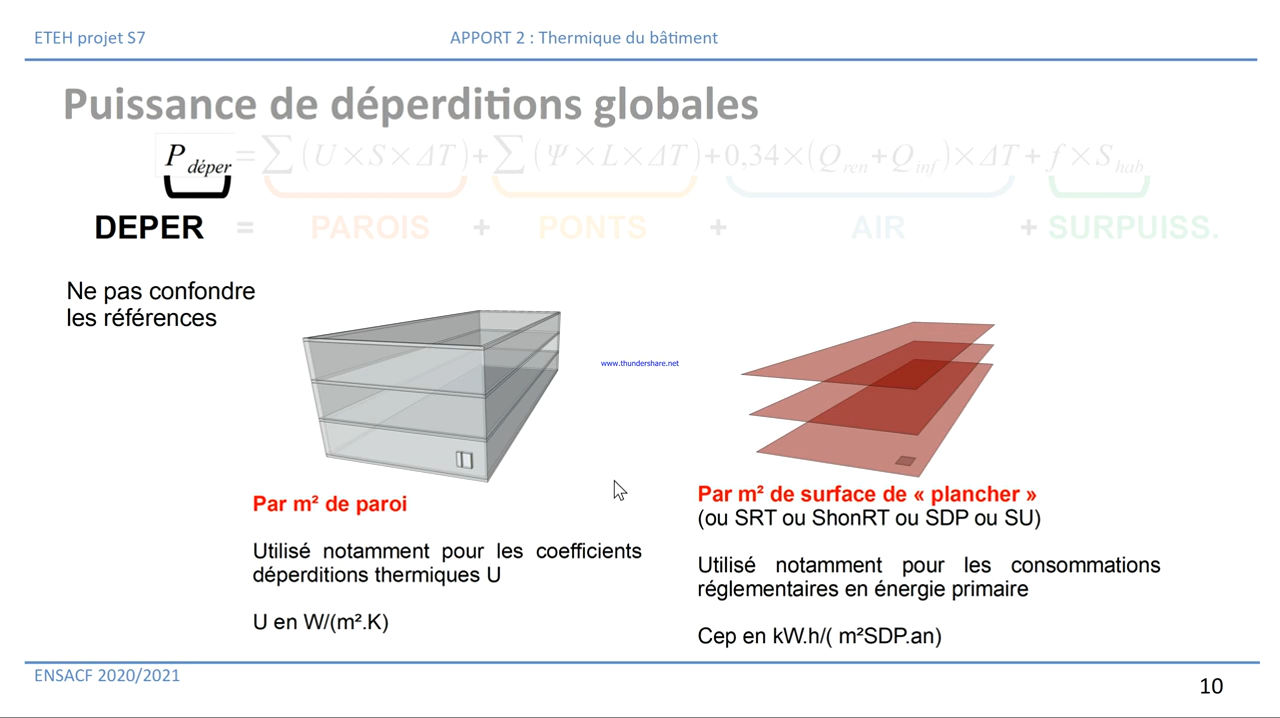 ETEH projet S7
APPORT 2 : Thermique du bâtiment
Puissance de déperditions globales
P déper = ∑ ( U × S × ΔT ) + ∑ ( Ψ × L × ΔT ) + 0,34 × ( Q ren + Q inf ) × ΔT + f × S hab
DEPER = PAROIS + PONTS + AIR + SURPUISS.
Ne pas confondre
les références
www.thundershare.net
Par m² de paroi
Utilisé notamment pour les coefficients
déperditions thermiques U
U en W/(m².K)
Par m² de surface de « plancher »
(ou SRT ou ShonRT ou SDP ou SU)
Utilisé notamment pour les consommations
réglementaires en énergie primaire
Cep en kW.h/( m²SDP.an)
ENSACF 2020/2021
10